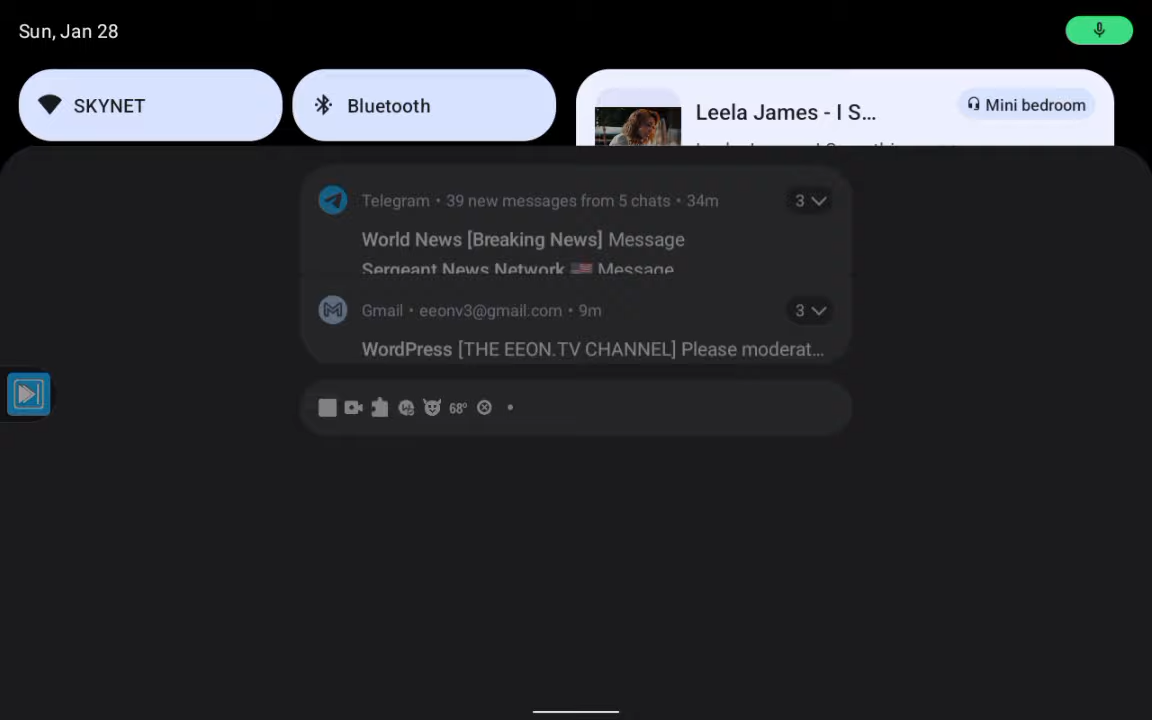 Sun, Jan 28
SKYNET
Bluetooth
Leela James - I S...
Mini bedroom
Telegram • 39 new messages from 5 chats • 34m
3
World News [Breaking News] Message
Sergeant News Network 🇺🇸 Message
Gmail • eeonv3@gmail.com • 9m
3
WordPress [THE EEON.TV CHANNEL] Please moderat...
68°